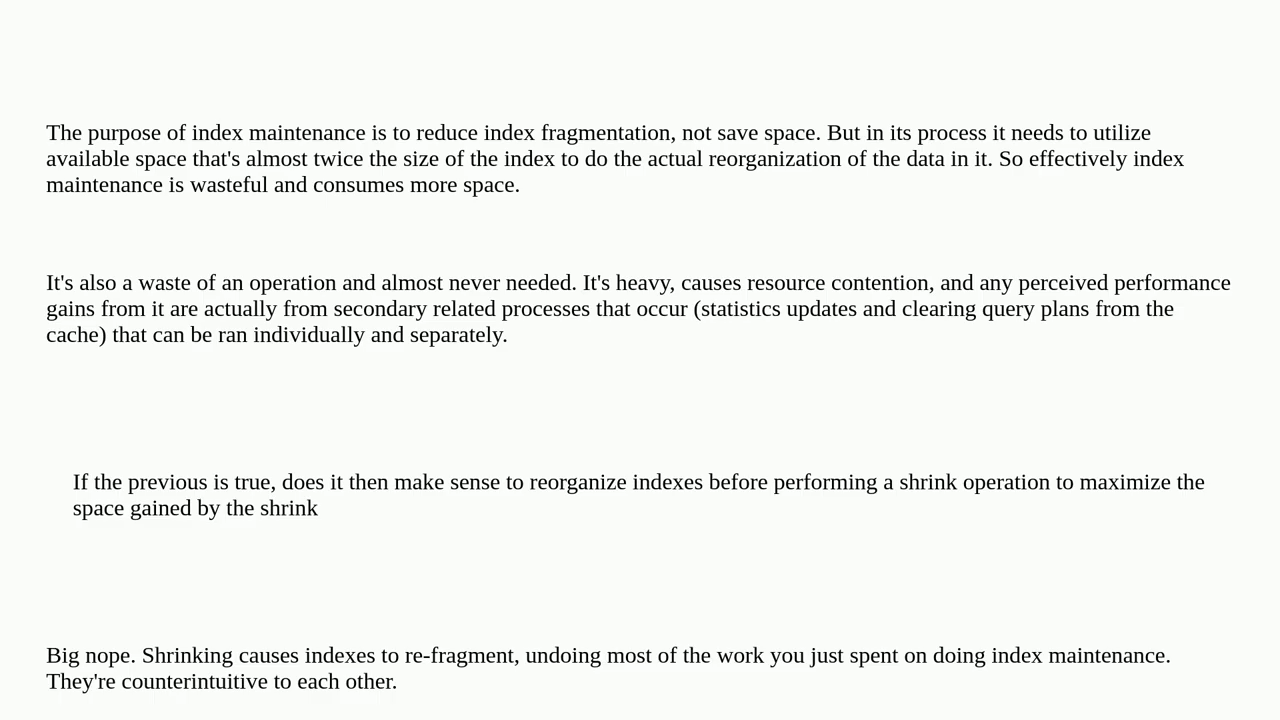 The purpose of index maintenance is to reduce index fragmentation, not save space. But in its process it needs to utilize
available space that's almost twice the size of the index to do the actual reorganization of the data in it. So effectively index
maintenance is wasteful and consumes more space.
It's also a waste of an operation and almost never needed. It's heavy, causes resource contention, and any perceived performance
gains from it are actually from secondary related processes that occur (statistics updates and clearing query plans from the
cache) that can be ran individually and separately.
If the previous is true, does it then make sense to reorganize indexes before performing a shrink operation to maximize the
space gained by the shrink
Big nope. Shrinking causes indexes to re-fragment, undoing most of the work you just spent on doing index maintenance.
They're counterintuitive to each other.